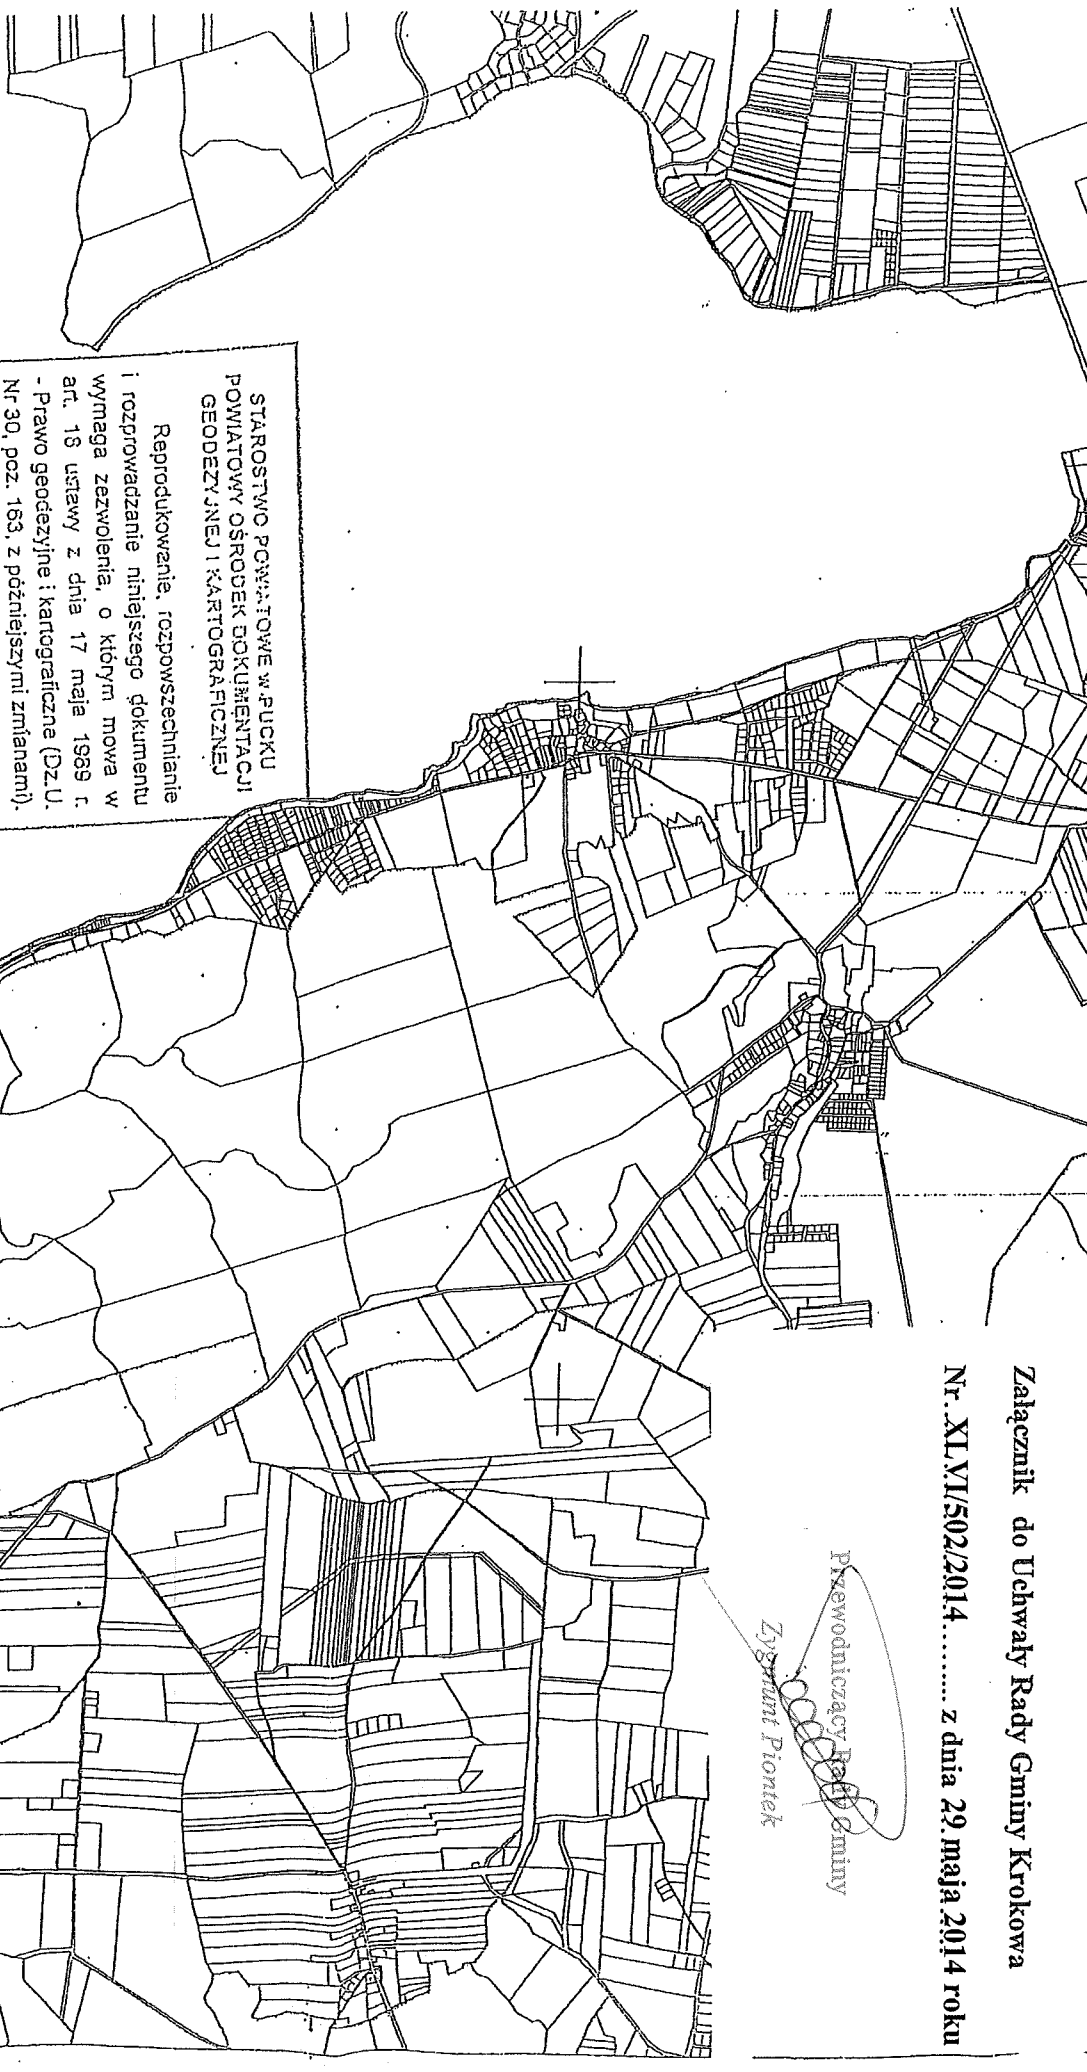 Załącznik do Uchwały Rady Gminy Krokowa
Nr..XLVI/502/2014......... z dnia 29.maja.2014 roku
Przewodniczący Rady Gminy
Zygmunt Piontek
STAROSTWO POWIATOWE W PUCKU
POWIATOWY OŚRODEK DOKUMENTACJI
GEODEZYJNEJ I KARTOGRAFICZNEJ
Reprodukowanie, rozpowszechnianie
i rozprowadzanie niniejszego dokumentu
wymaga zezwolenia, o którym mowa w
art. 18 ustawy z dnia 17 maja 1989 r.
- Prawo geodezyjne i kartograficzne (Dz.U.
Nr 30, poz. 163, z późniejszymi zmianami).